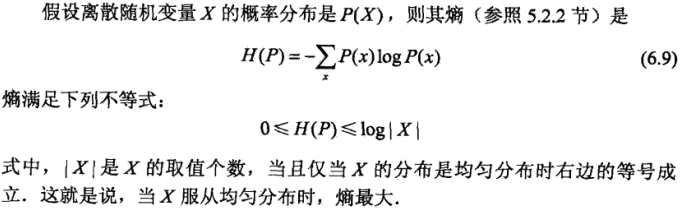 假设离散随机变量 X 的概率分布是 P(X)，则其熵（参照 5.2.2 节）是
H(P)=−∑ₓ P(x)log P(x) (6.9)
熵满足下列不等式：
0≤H(P)≤log|X|
式中，|X|是 X 的取值个数，当且仅当 X 的分布是均匀分布时右边的等号成
立．这就是说，当 X 服从均匀分布时，熵最大．